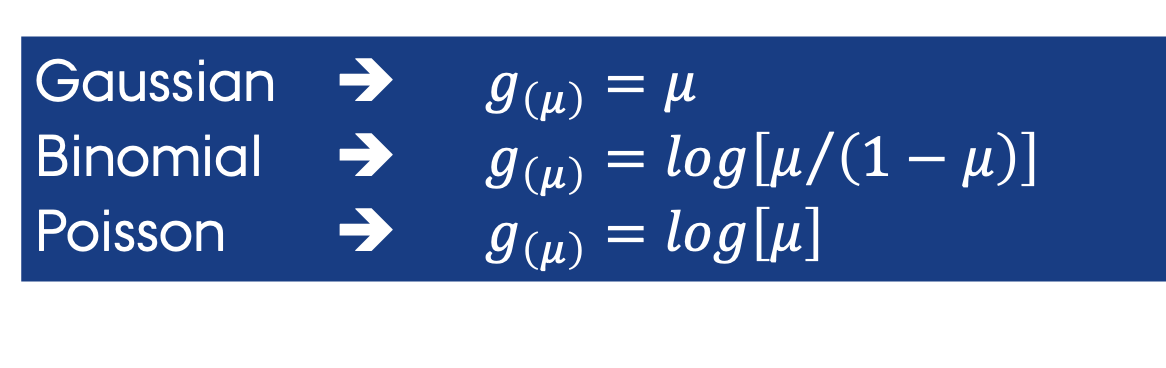 Gaussian ➔ g(μ) = μ
Binomial ➔ g(μ) = log[μ/(1 − μ)]
Poisson ➔ g(μ) = log[μ]